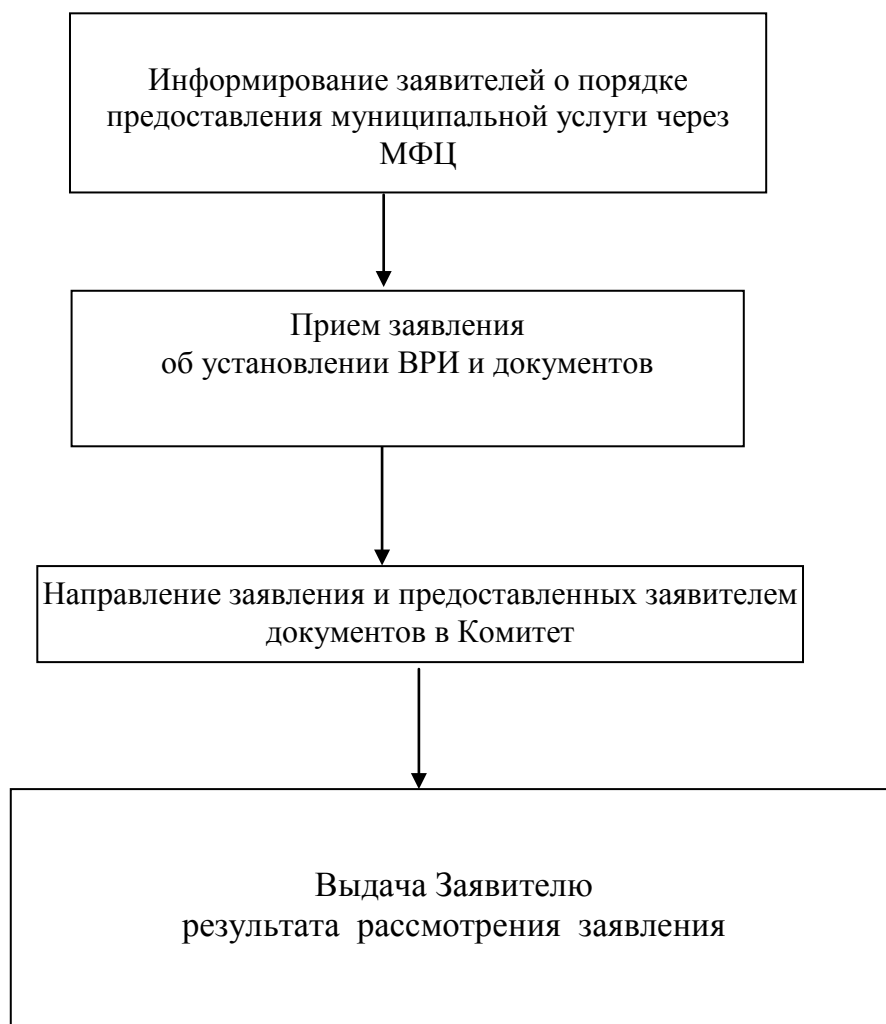 Информирование заявителей о порядке
предоставления муниципальной услуги через
МФЦ
Прием заявления
об установлении ВРИ и документов
Направление заявления и предоставленных заявителем
документов в Комитет
Выдача Заявителю
результата рассмотрения заявления